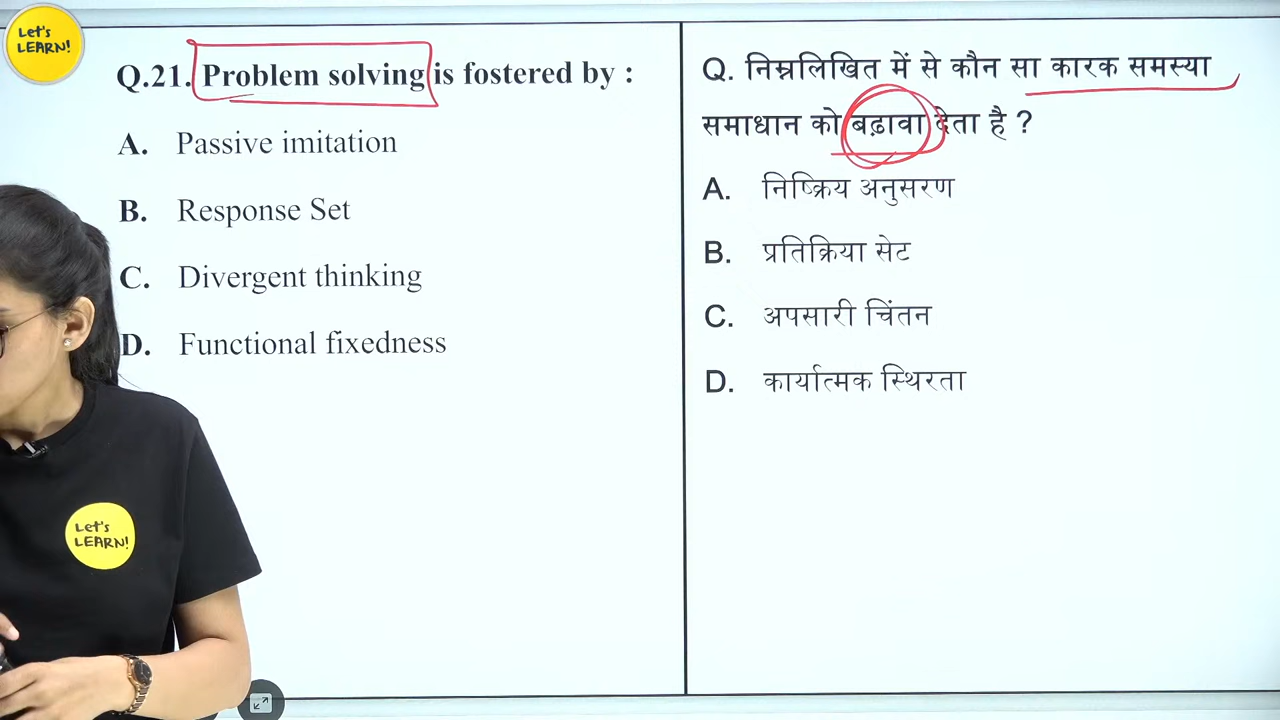 Let's
LEARN!
Q.21. Problem solving is fostered by :
A. Passive imitation
B. Response Set
C. Divergent thinking
D. Functional fixedness
Q. निम्नलिखित में से कौन सा कारक समस्या
समाधान को बढ़ावा देता है ?
A. निष्क्रिय अनुसरण
B. प्रतिक्रिया सेट
C. अपसारी चिंतन
D. कार्यात्मक स्थिरता
Let's
LEARN!